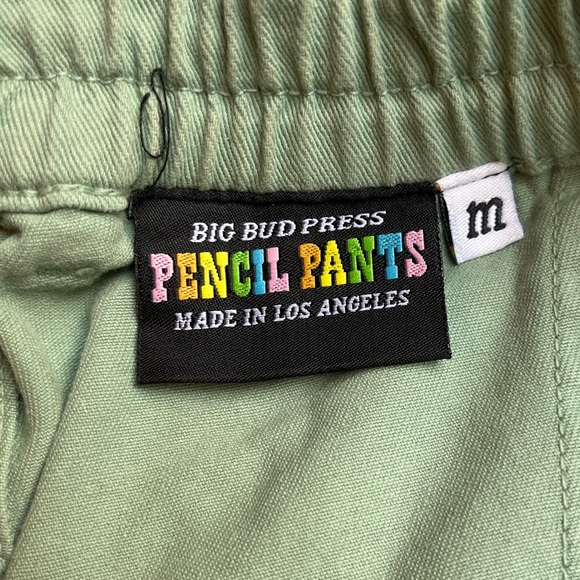 BIG BUD PRESS
PENCIL PANTS
MADE IN LOS ANGELES
m